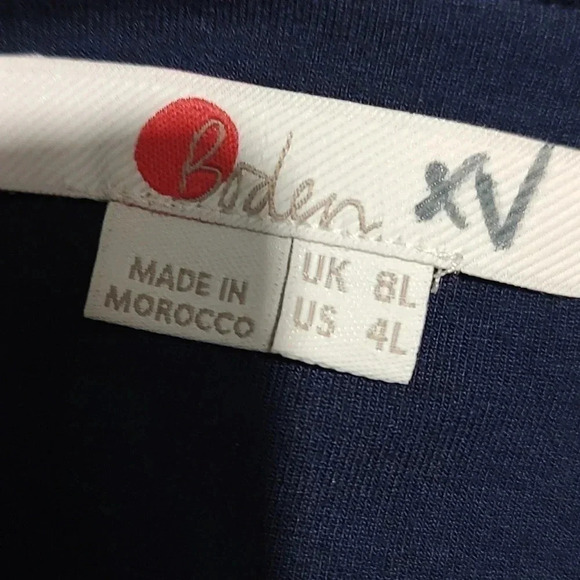 Boden XV
MADE IN
MOROCCO
UK 8L
US 4L